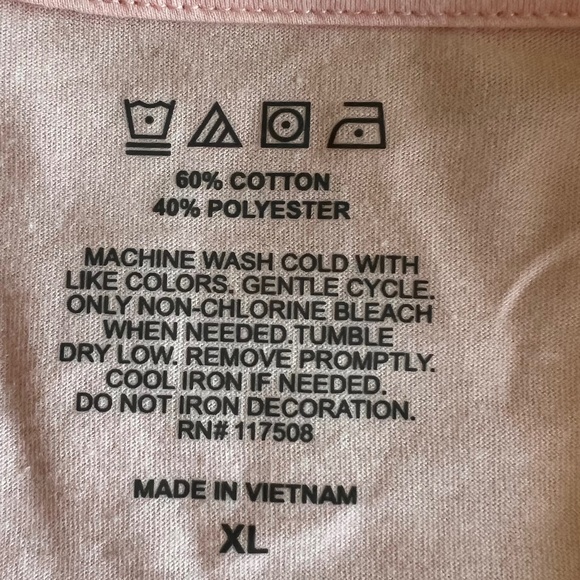 60% COTTON
40% POLYESTER
MACHINE WASH COLD WITH
LIKE COLORS. GENTLE CYCLE.
ONLY NON-CHLORINE BLEACH
WHEN NEEDED.TUMBLE
DRY LOW. REMOVE PROMPTLY.
COOL IRON IF NEEDED.
DO NOT IRON DECORATION.
RN# 117508
MADE IN VIETNAM
XL